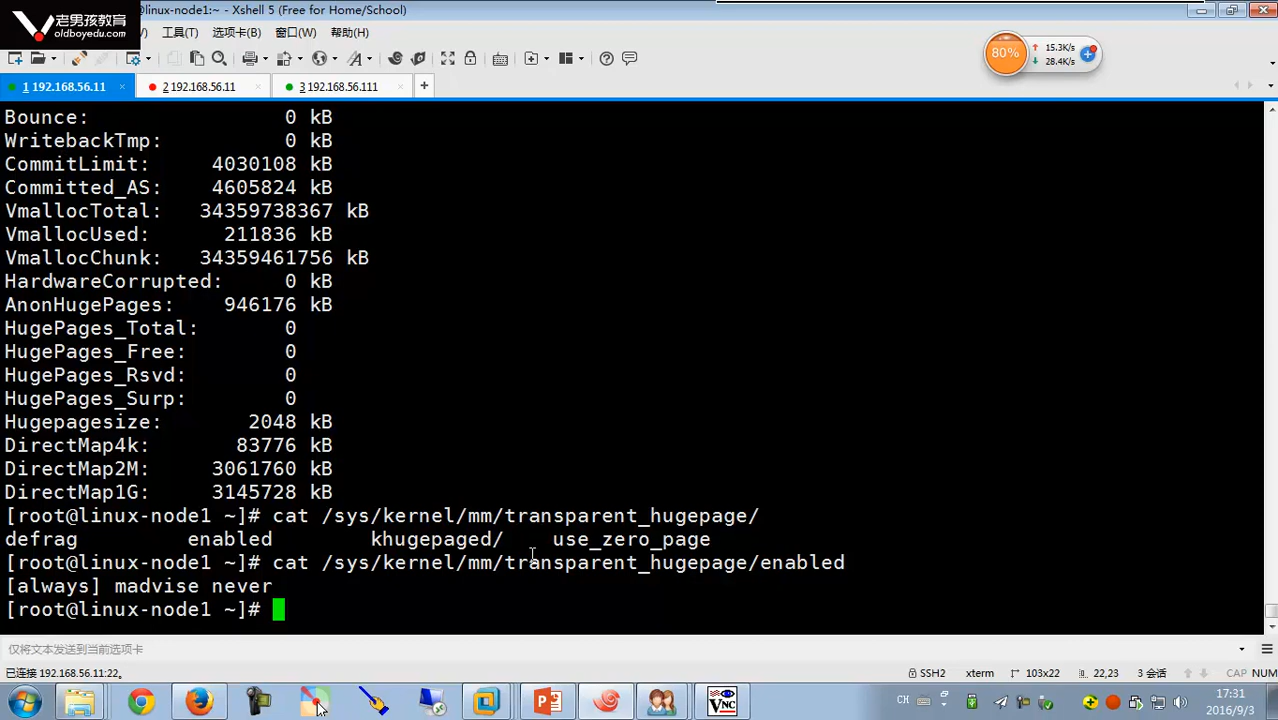 @linux-node1:~ - Xshell 5 (Free for Home/School)
老男孩教育
oldboyedu.com
工具(T) 选项卡(B) 窗口(W) 帮助(H)
80%
15.3K/s
28.4K/s
1 192.168.56.11 × 2 192.168.56.11 × 3 192.168.56.111 × +
Bounce: 0 kB
WritebackTmp: 0 kB
CommitLimit: 4030108 kB
Committed_AS: 4605824 kB
VmallocTotal: 34359738367 kB
VmallocUsed: 211836 kB
VmallocChunk: 34359461756 kB
HardwareCorrupted: 0 kB
AnonHugePages: 946176 kB
HugePages_Total: 0
HugePages_Free: 0
HugePages_Rsvd: 0
HugePages_Surp: 0
Hugepagesize: 2048 kB
DirectMap4k: 83776 kB
DirectMap2M: 3061760 kB
DirectMap1G: 3145728 kB
[root@linux-node1 ~]# cat /sys/kernel/mm/transparent_hugepage/
defrag enabled khugepaged/ use_zero_page
[root@linux-node1 ~]# cat /sys/kernel/mm/transparent_hugepage/enabled
[always] madvise never
[root@linux-node1 ~]#
仅将文本发送到当前选项卡
已连接 192.168.56.11:22。 SSH2 xterm 103x22 22,23 3 会话 CAP NUM
CH 17:31
2016/9/3